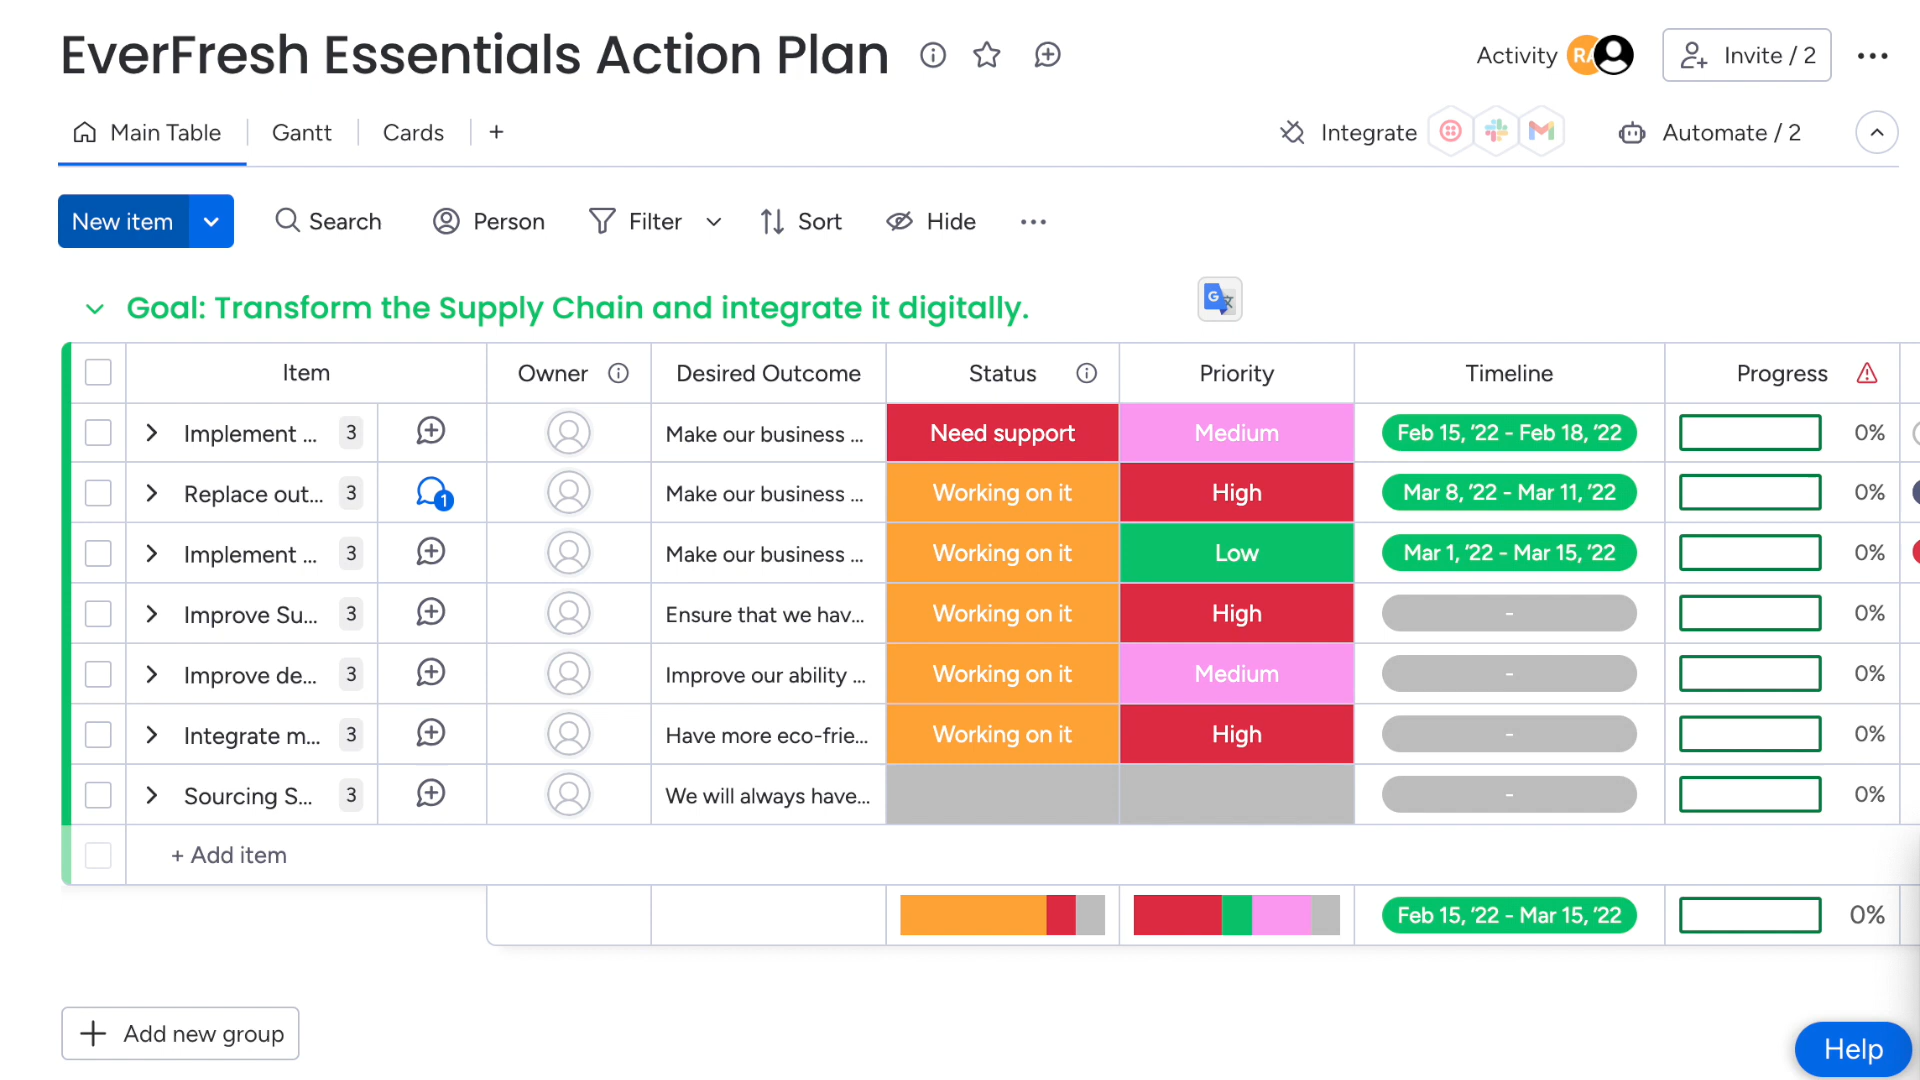 EverFresh Essentials Action Plan
Activity RA Invite / 2
Main Table Gantt Cards + Integrate Automate / 2
New item Search Person Filter Sort Hide
Goal: Transform the Supply Chain and integrate it digitally.
Item Owner Desired Outcome Status Priority Timeline Progress
Implement ... 3 Make our business ... Need support Medium Feb 15, '22 - Feb 18, '22 0%
Replace out... 3 1 Make our business ... Working on it High Mar 8, '22 - Mar 11, '22 0%
Implement ... 3 Make our business ... Working on it Low Mar 1, '22 - Mar 15, '22 0%
Improve Su... 3 Ensure that we hav... Working on it High - 0%
Improve de... 3 Improve our ability ... Working on it Medium - 0%
Integrate m... 3 Have more eco-frie... Working on it High - 0%
Sourcing S... 3 We will always have... - 0%
+ Add item
Feb 15, '22 - Mar 15, '22 0%
+ Add new group
Help